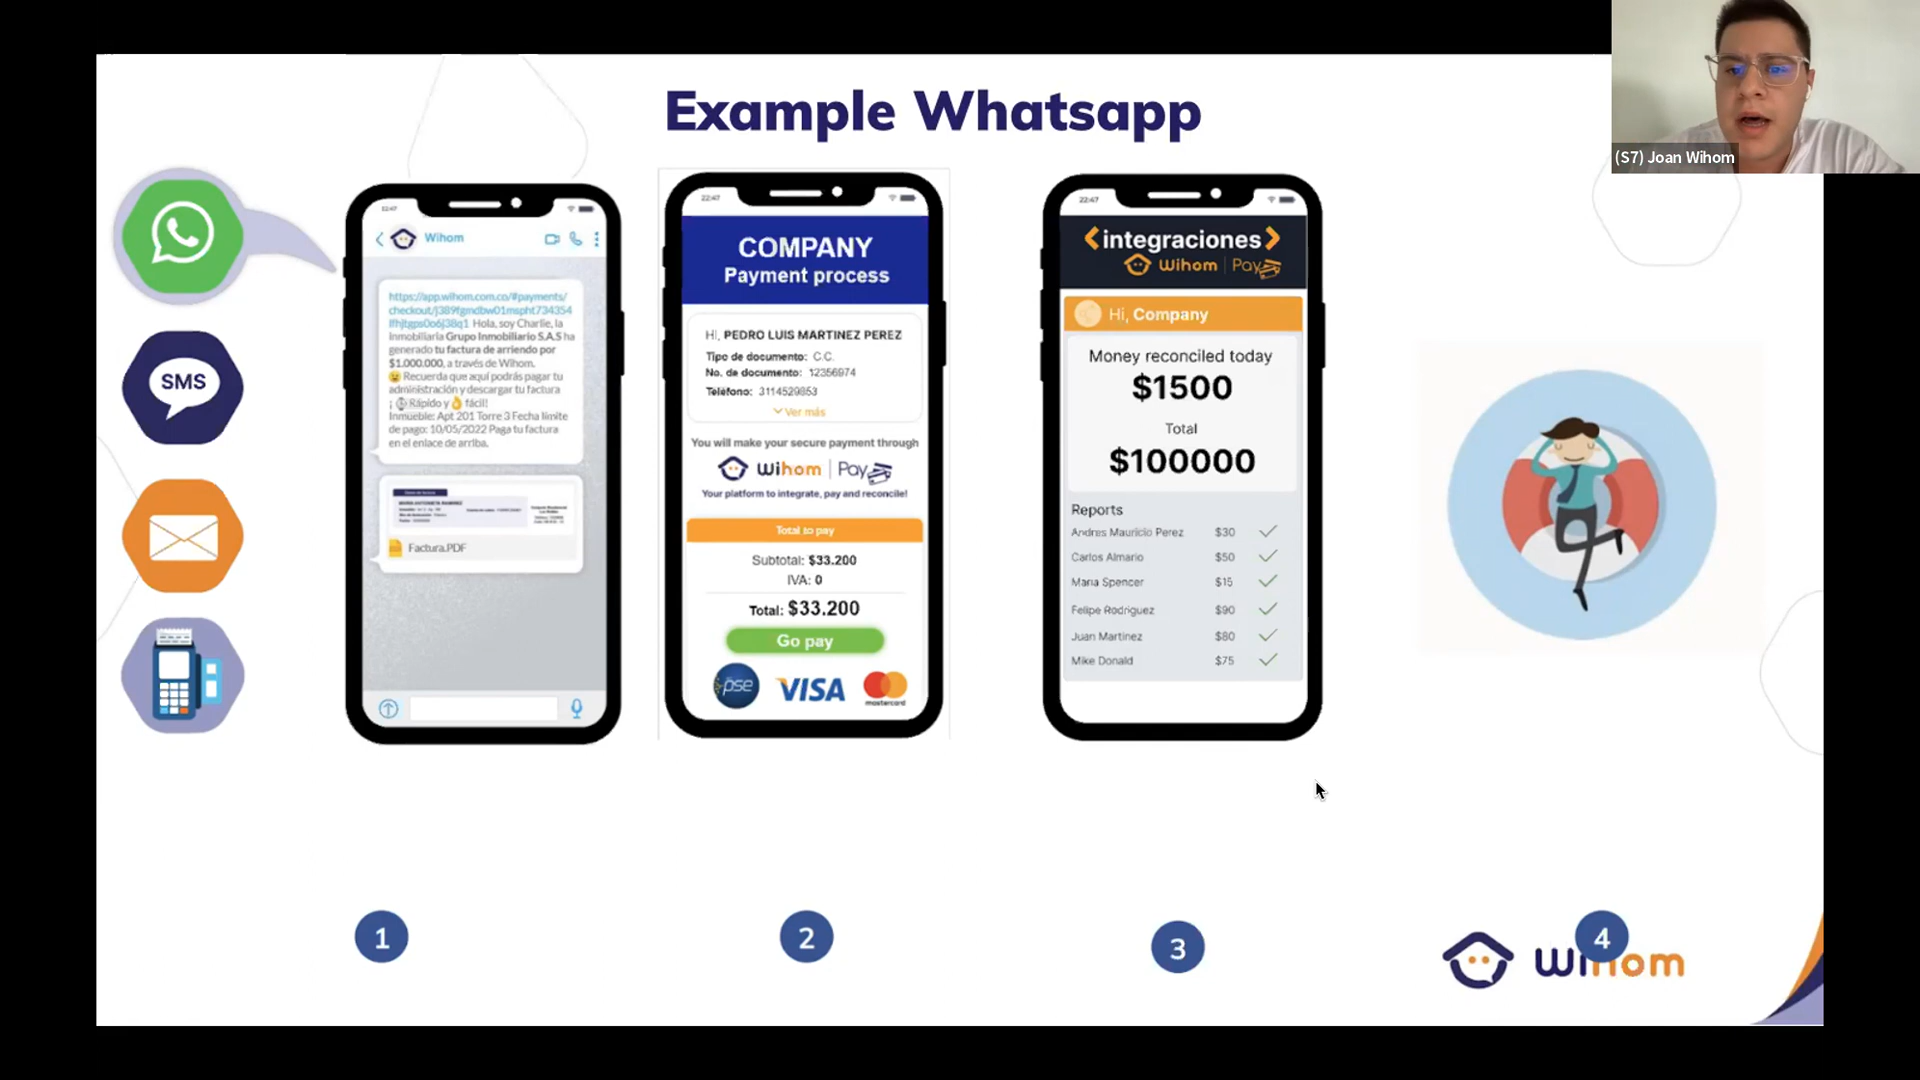 Example Whatsapp
(S7) Joan Wihom
SMS
22:47
Wihom
https://app.wihom.com.co/#payments/
checkout/j389fgmdbw01mspht734354
lfhjtgps0o6j38q1 Hola, soy Charlie, la
Inmobiliaria Grupo Inmobiliario S.A.S ha
generado tu factura de arriendo por
$1.000.000, a través de Wihom.
😉 Recuerda que aquí podrás pagar tu
administración y descargar tu factura
¡ Rápido y 👌 fácil!
Inmueble: Apt 201 Torre 3 Fecha límite
de pago: 10/05/2022 Paga tu factura
en el enlace de arriba.
Factura.PDF
22:47
COMPANY
Payment process
Hi, PEDRO LUIS MARTINEZ PEREZ
Tipo de documento: C.C.
No. de documento: 12356974
Teléfono: 3114529853
Ver más
You will make your secure payment through
Wihom | Pay
Your platform to integrate, pay and reconcile!
Total to pay
Subtotal: $33.200
IVA: 0
Total: $33.200
Go pay
pse VISA mastercard
22:47
<integraciones>
Wihom | Pay
Hi, Company
Money reconciled today
$1500
Total
$100000
Reports
Andres Mauricio Perez $30
Carlos Almario $50
Maria Spencer $15
Felipe Rodriguez $90
Juan Martinez $80
Mike Donald $75
1
2
3
4
wihom